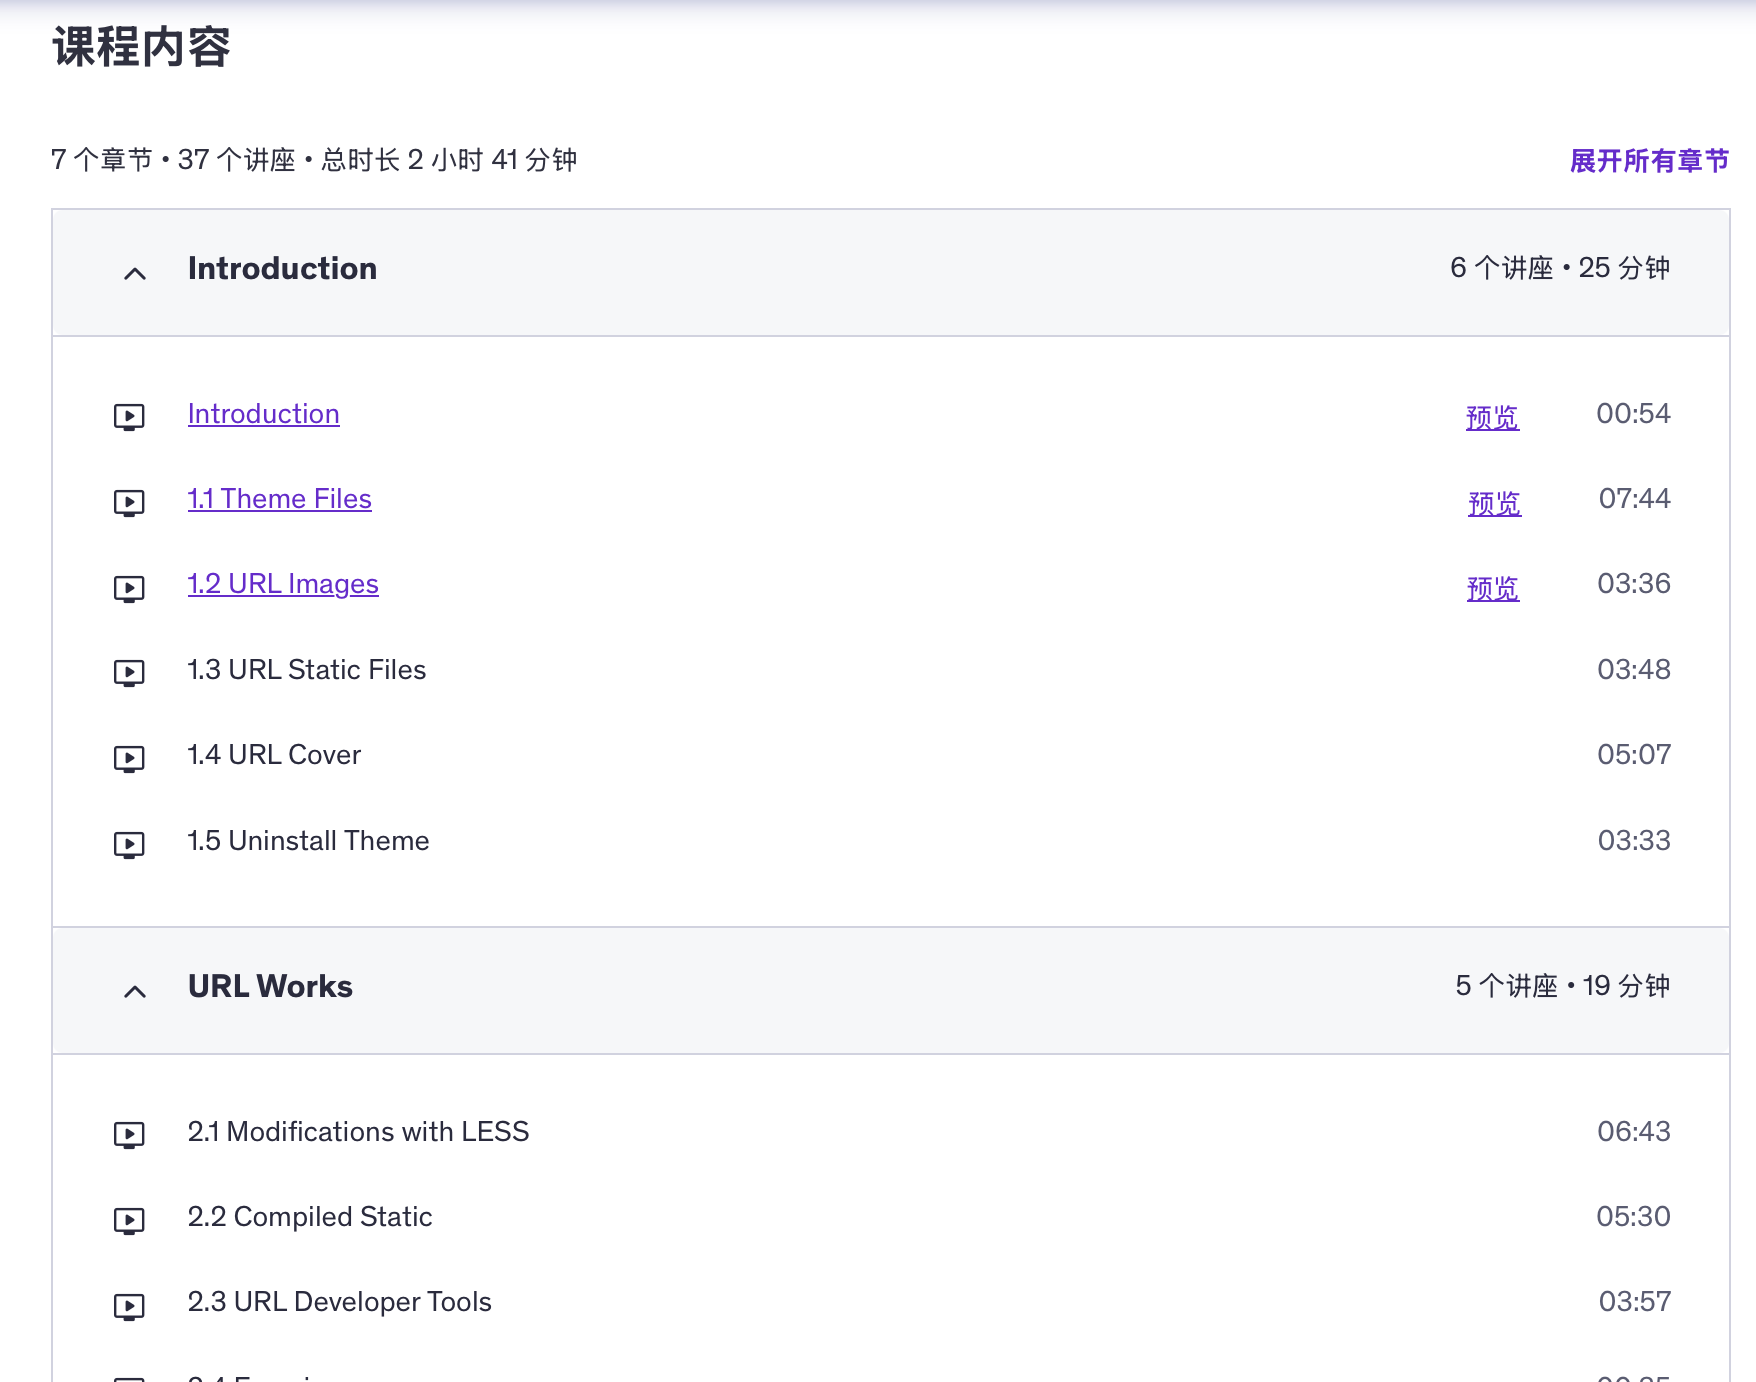 课程内容
7 个章节 • 37 个讲座 • 总时长 2 小时 41 分钟
展开所有章节
Introduction
6 个讲座 • 25 分钟
Introduction 预览 00:54
1.1 Theme Files 预览 07:44
1.2 URL Images 预览 03:36
1.3 URL Static Files 03:48
1.4 URL Cover 05:07
1.5 Uninstall Theme 03:33
URL Works
5 个讲座 • 19 分钟
2.1 Modifications with LESS 06:43
2.2 Compiled Static 05:30
2.3 URL Developer Tools 03:57